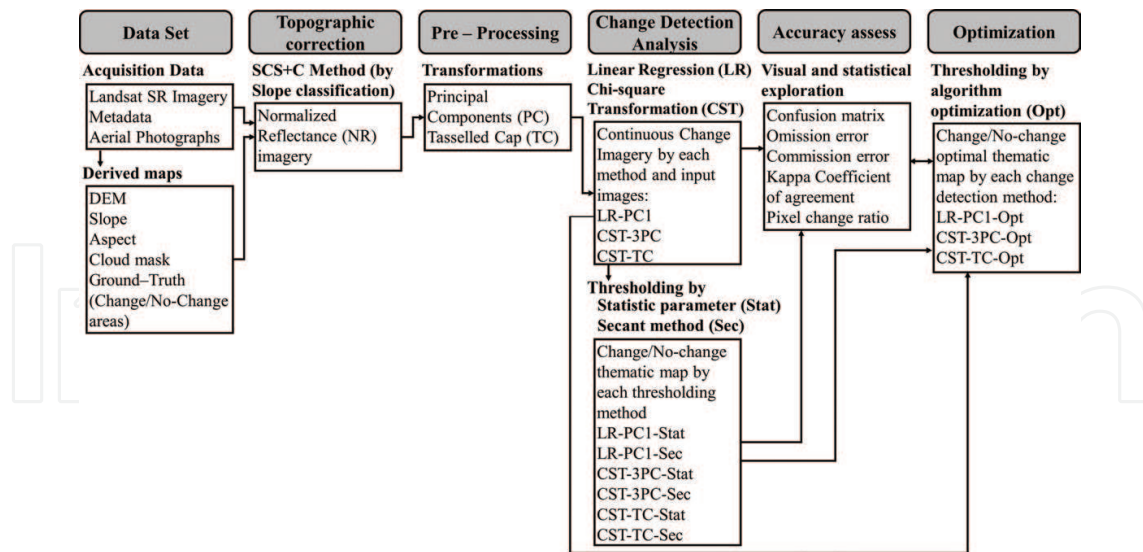 Data Set
Acquisition Data
Landsat SR Imagery
Metadata
Aerial Photographs
Derived maps
DEM
Slope
Aspect
Cloud mask
Ground–Truth
(Change/No-Change
areas)
Topographic
correction
SCS+C Method (by
Slope classification)
Normalized
Reflectance (NR)
imagery
Pre – Processing
Transformations
Principal
Components (PC)
Tasselled Cap (TC)
Change Detection
Analysis
Linear Regression (LR)
Chi-square
Transformation (CST)
Continuous Change
Imagery by each
method and input
images:
LR-PC1
CST-3PC
CST-TC
Thresholding by
Statistic parameter (Stat)
Secant method (Sec)
Change/No-change
thematic map by
each thresholding
method
LR-PC1-Stat
LR-PC1-Sec
CST-3PC-Stat
CST-3PC-Sec
CST-TC-Stat
CST-TC-Sec
Accuracy assess
Visual and statistical
exploration
Confusion matrix
Omission error
Commission error
Kappa Coefficient
of agreement
Pixel change ratio
Optimization
Thresholding by
algorithm
optimization (Opt)
Change/No-change
optimal thematic
map by each change
detection method:
LR-PC1-Opt
CST-3PC-Opt
CST-TC-Opt